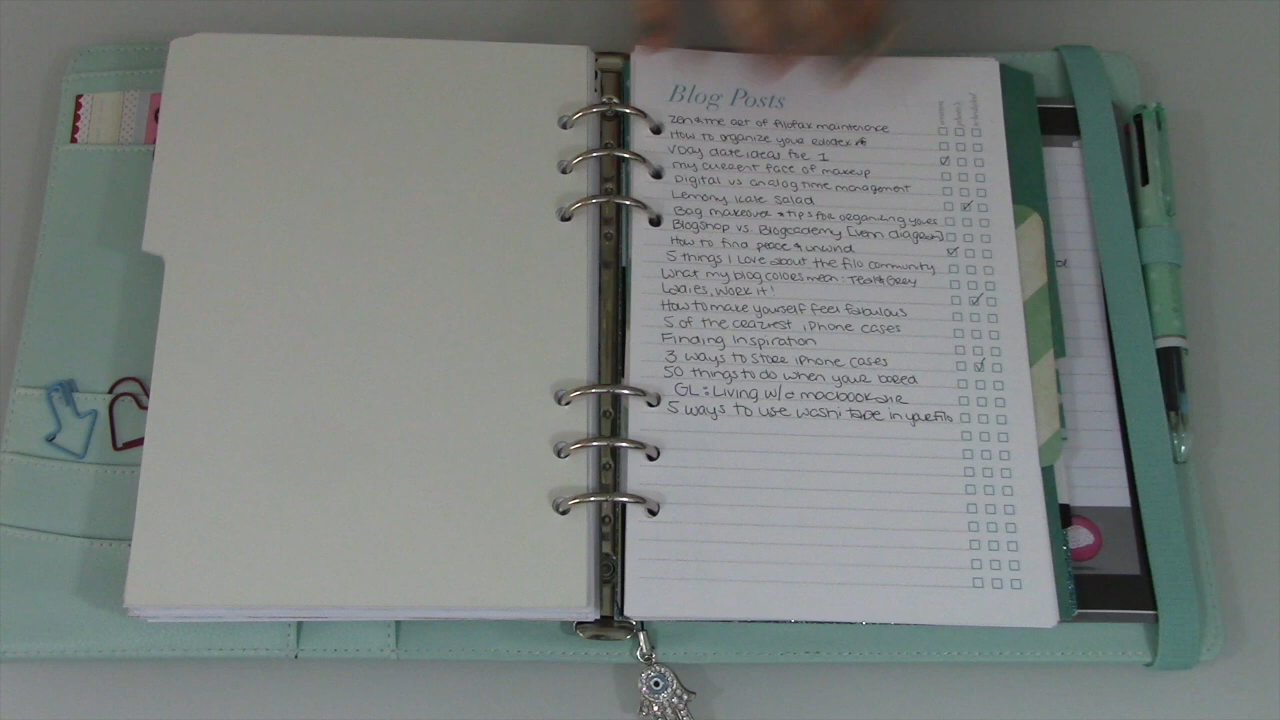 Blog Posts
Zen & the art of filofax maintenance
How to organize your
VDay date ideas for 1
my current face of makeup
Digital vs analog time management
Lemony kale salad
Bag makeover + tips for organizing yours
Blogshop vs. Blogcademy [venn diagram]
How to find peace & unwind
5 things I love about the filo community
What my blog colors mean: Teal & Grey
Ladies, work it!
How to make yourself feel fabulous
5 of the craziest iPhone cases
Finding Inspiration
3 ways to store iPhone cases
50 things to do when your bored
GL: Living w/o macbook
5 ways to use washi tape in your filo